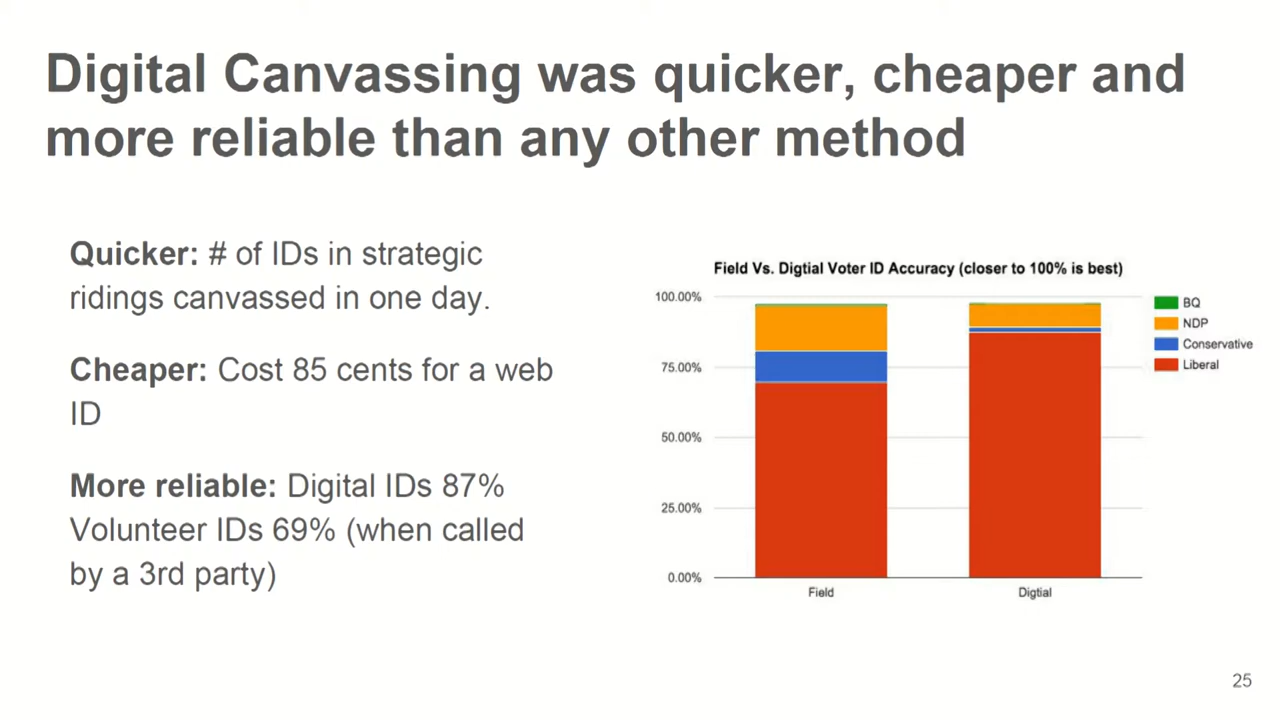 Digital Canvassing was quicker, cheaper and
more reliable than any other method
Quicker: # of IDs in strategic
ridings canvassed in one day.
Cheaper: Cost 85 cents for a web
ID
More reliable: Digital IDs 87%
Volunteer IDs 69% (when called
by a 3rd party)
Field Vs. Digtial Voter ID Accuracy (closer to 100% is best)
100.00%
75.00%
50.00%
25.00%
0.00%
Field
Digtial
BQ
NDP
Conservative
Liberal
25